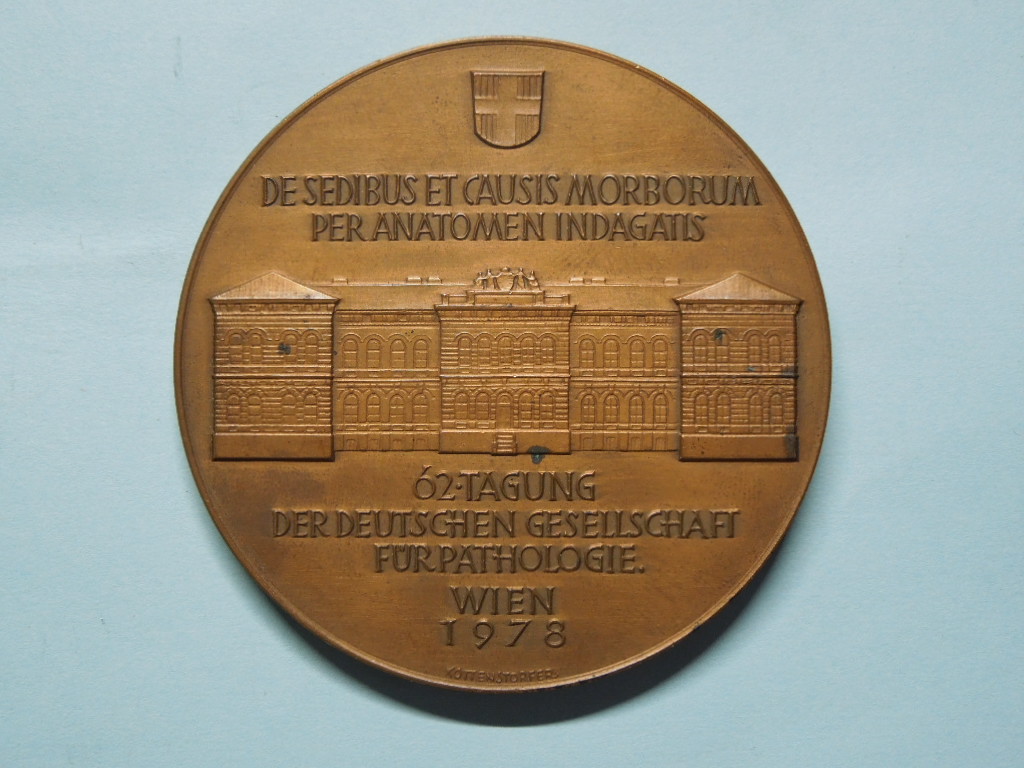 DE SEDIBUS ET CAUSIS MORBORUM
PER ANATOMEN INDAGATIS
62·TAGUNG
DER DEUTSCHEN GESELLSCHAFT
FÜR PATHOLOGIE.
WIEN
1978
KÖTTENSTORFER